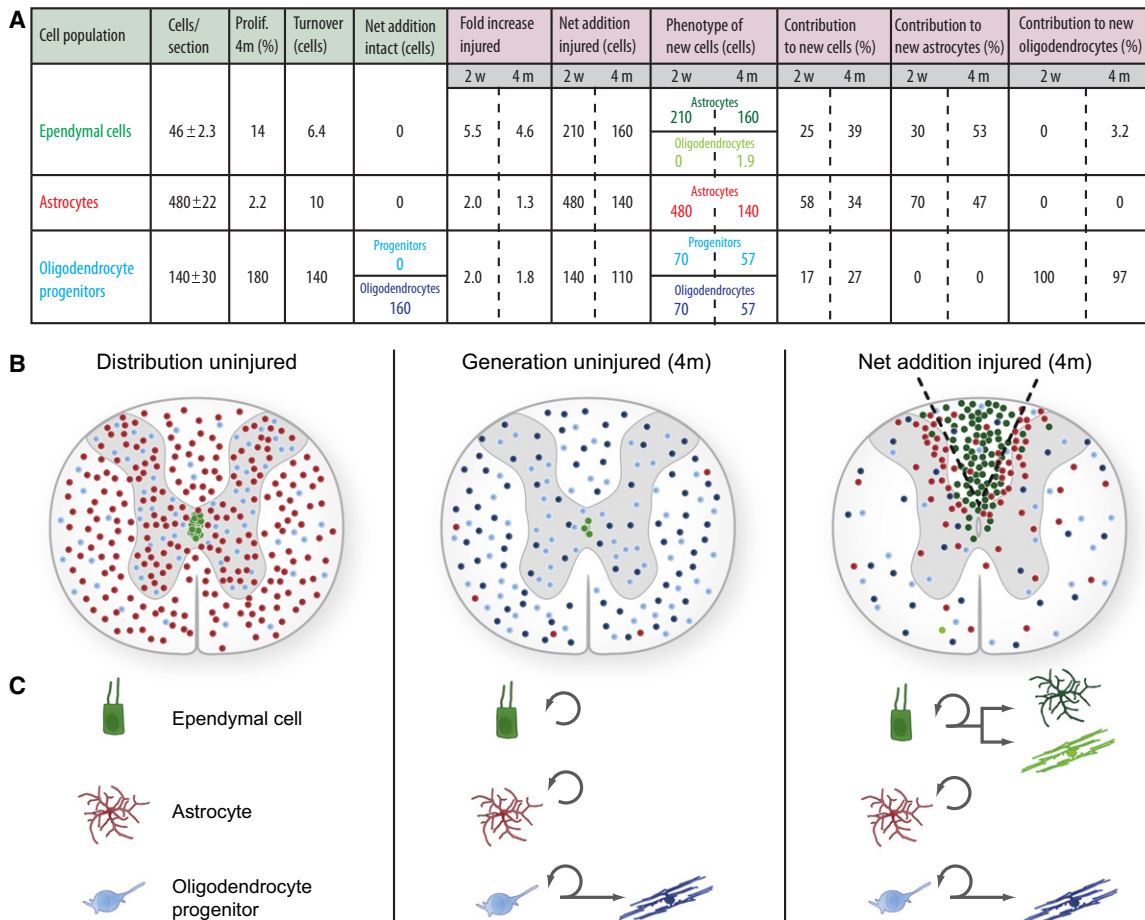 A
Cell population
Cells/
section
Prolif.
4m (%)
Turnover
(cells)
Net addition
intact (cells)
Fold increase
injured
Net addition
injured (cells)
Phenotype of
new cells (cells)
Contribution
to new cells (%)
Contribution to
new astrocytes (%)
Contribution to new
oligodendrocytes (%)
2 w 4 m 2 w 4 m 2 w 4 m 2 w 4 m 2 w 4 m 2 w 4 m
Ependymal cells
46 ± 2.3
14
6.4
0
5.5 4.6
210 160
Astrocytes
210 160
Oligodendrocytes
0 1.9
25 39
30 53
0 3.2
Astrocytes
480±22
2.2
10
0
2.0 1.3
480 140
Astrocytes
480 140
58 34
70 47
0 0
Oligodendrocyte
progenitors
140±30
180
140
Progenitors
0
Oligodendrocytes
160
2.0 1.8
140 110
Progenitors
70 57
Oligodendrocytes
70 57
17 27
0 0
100 97
B
Distribution uninjured
Generation uninjured (4m)
Net addition injured (4m)
C
Ependymal cell
Astrocyte
Oligodendrocyte
progenitor